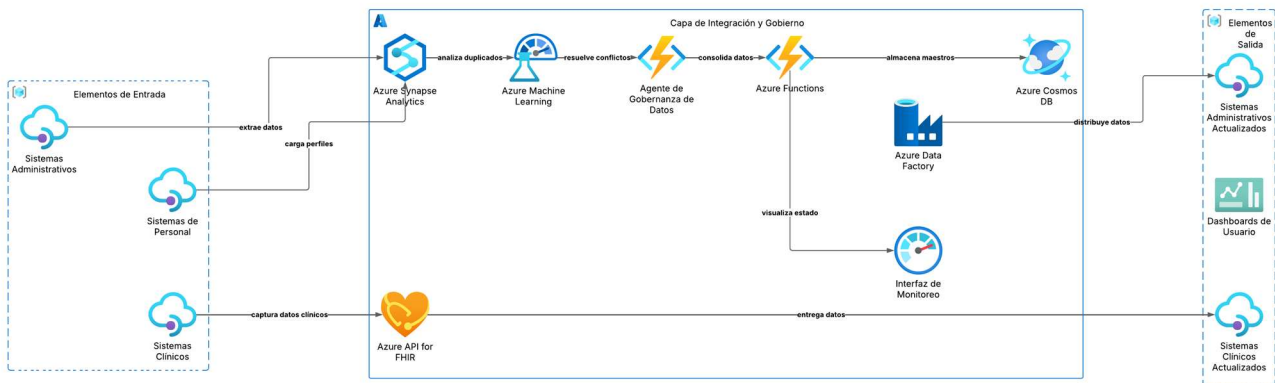 Capa de Integración y Gobierno
Elementos
de
Salida
Elementos de Entrada
Sistemas
Administrativos
extrae datos
Sistemas de
Personal
carga perfiles
Sistemas
Clínicos
captura datos clínicos
Azure Synapse
Analytics
analiza duplicados
Azure Machine
Learning
resuelve conflictos
Agente de
Gobernanza de
Datos
consolida datos
Azure Functions
almacena maestros
Azure Cosmos
DB
Azure Data
Factory
distribuye datos
visualiza estado
Interfaz de
Monitoreo
Azure API for
FHIR
entrega datos
Sistemas
Administrativos
Actualizados
Dashboards de
Usuario
Sistemas
Clínicos
Actualizados